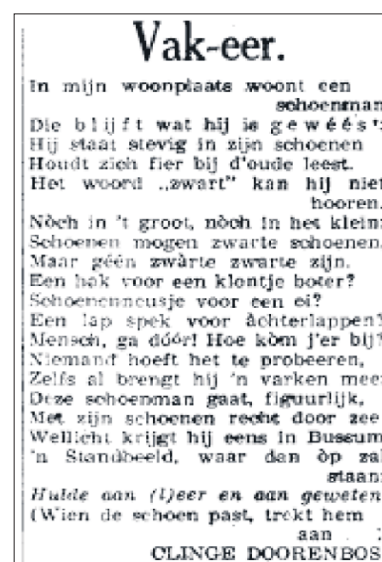 Vak-eer.
In mijn woonplaats woont een
schoenman
Die blijft wat hij is gewéést:
Hij staat stevig in zijn schoenen
Houdt zich fier bij d'oude leest.
Het woord „zwart” kan hij niet
hooren.
Nòch in 't groot, nòch in het klein:
Schoenen mogen zwarte schoenen,
Maar géén zwàrte zwarte zijn.
Een hak voor een klontje boter?
Schoenenneusje voor een ei?
Een lap spek voor àchterlappen?
Mensch, ga dóór! Hoe kòm j'er bij?
Niemand hoeft het te probeeren,
Zelfs al brengt hij 'n varken mee:
Deze schoenman gaat, figuurlijk,
Met zijn schoenen recht door zee
Wellicht krijgt hij eens in Bussum
'n Standbeeld, waar dan òp zal
staan:
Hulde aan (l)eer en aan geweten
(Wien de schoen past, trekt hem
aan
CLINGE DOORENBOS